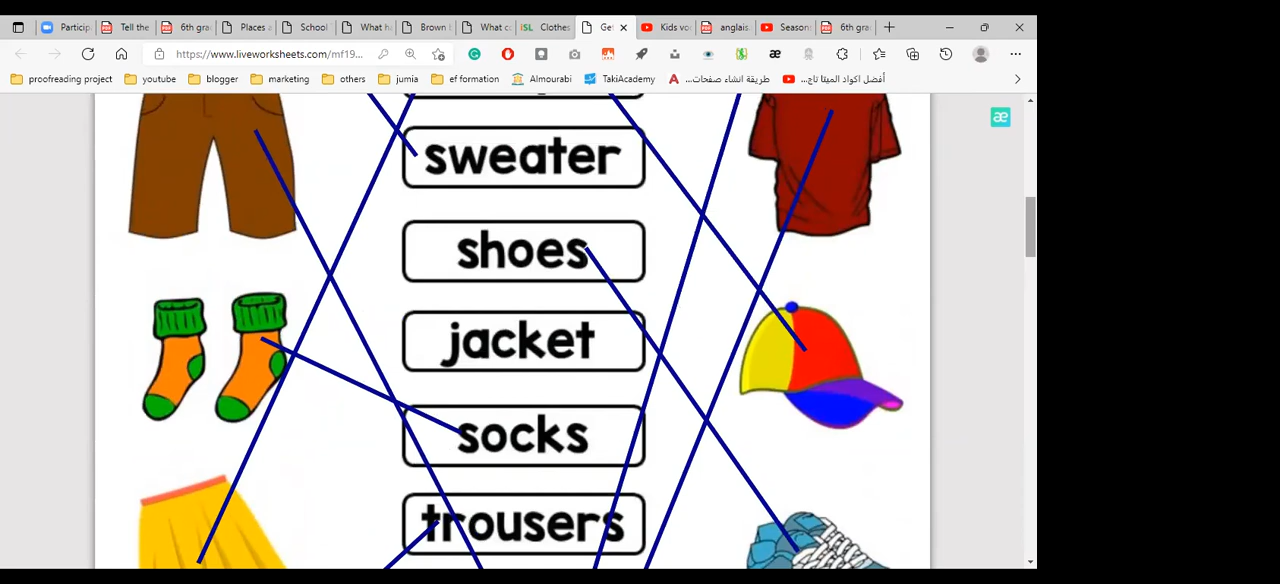 Particip
Tell the
6th gra
Places a
School
What ha
Brown
What c
iSL Clothes
Get
Kids vo
anglais
Season
6th gra
https://www.liveworksheets.com/mf19...
proofreading project
youtube
blogger
marketing
others
jumia
ef formation
Almourabi
TakiAcademy
طريقة انشاء صفحات...
أفضل اكواد الميتا تاج...
æ
sweater
shoes
jacket
socks
trousers